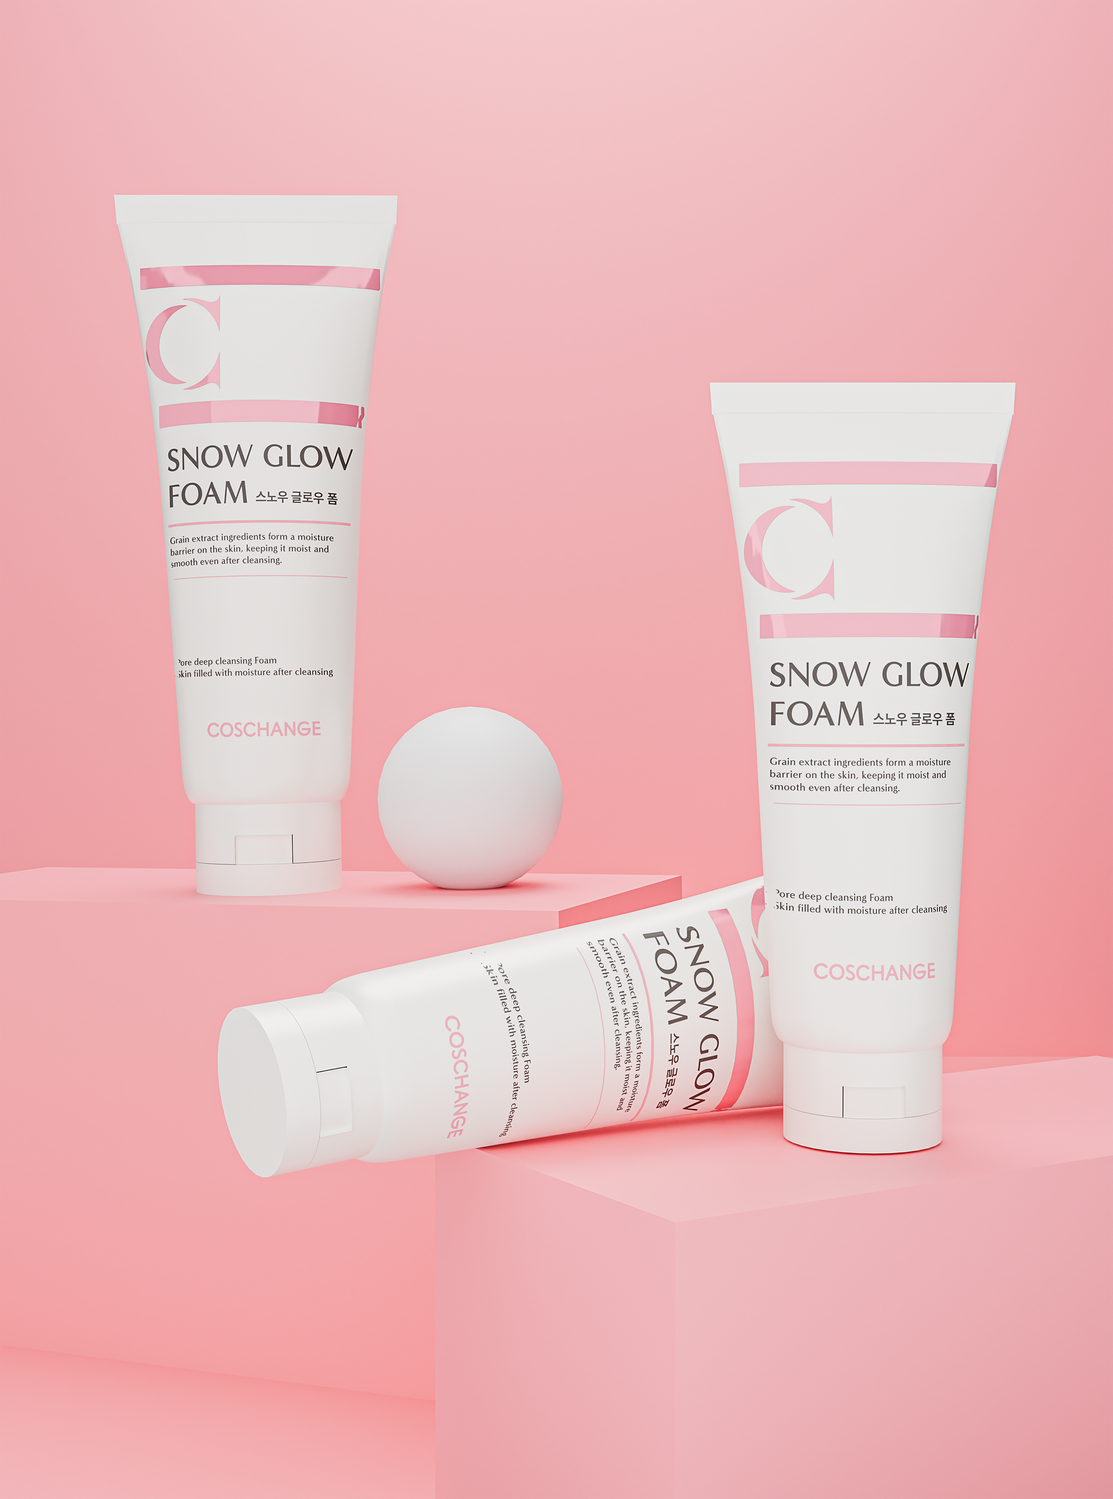 C
SNOW GLOW
FOAM 스노우 글로우 폼
Grain extract ingredients form a moisture
barrier on the skin, keeping it moist and
smooth even after cleansing.
Pore deep cleansing Foam
Skin filled with moisture after cleansing
COSCHANGE
C
SNOW GLOW
FOAM 스노우 글로우 폼
Grain extract ingredients form a moisture
barrier on the skin, keeping it moist and
smooth even after cleansing.
Pore deep cleansing Foam
Skin filled with moisture after cleansing
COSCHANGE
C
SNOW GLOW
FOAM 스노우 글로우 폼
Grain extract ingredients form a moisture
barrier on the skin, keeping it moist and
smooth even after cleansing.
Pore deep cleansing Foam
Skin filled with moisture after cleansing
COSCHANGE